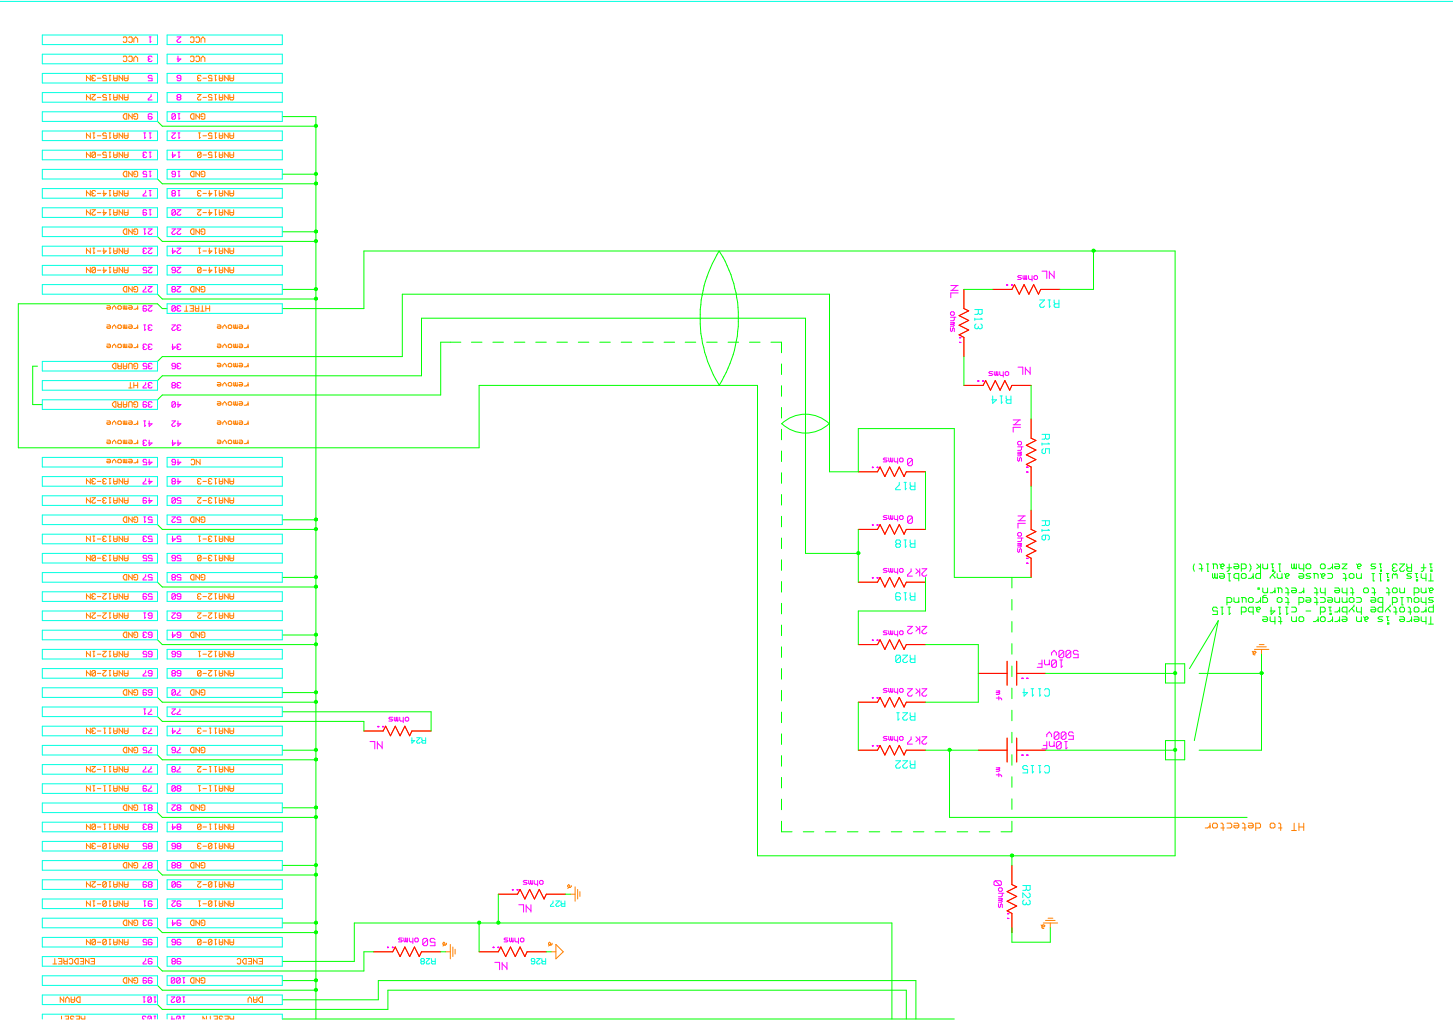 VCC 1 2 VCC
VCC 3 4 VCC
ANA15-3N 5 6 ANA15-3
ANA15-2N 7 8 ANA15-2
GND 9 10 GND
ANA15-1N 11 12 ANA15-1
ANA15-0N 13 14 ANA15-0
GND 15 16 GND
ANA14-3N 17 18 ANA14-3
ANA14-2N 19 20 ANA14-2
GND 21 22 GND
ANA14-1N 23 24 ANA14-1
ANA14-0N 25 26 ANA14-0
GND 27 28 GND
remove 29 30 HTRET
remove 31 32 remove
remove 33 34 remove
GUARD 35 36 remove
HT 37 38 remove
GUARD 39 40 remove
remove 41 42 remove
remove 43 44 remove
remove 45 46 NC
ANA13-3N 47 48 ANA13-3
ANA13-2N 49 50 ANA13-2
GND 51 52 GND
ANA13-1N 53 54 ANA13-1
ANA13-0N 55 56 ANA13-0
GND 57 58 GND
ANA12-3N 59 60 ANA12-3
ANA12-2N 61 62 ANA12-2
GND 63 64 GND
ANA12-1N 65 66 ANA12-1
ANA12-0N 67 68 ANA12-0
GND 69 70 GND
71 72
ANA11-3N 73 74 ANA11-3
GND 75 76 GND
ANA11-2N 77 78 ANA11-2
ANA11-1N 79 80 ANA11-1
GND 81 82 GND
ANA11-0N 83 84 ANA11-0
ANA10-3N 85 86 ANA10-3
GND 87 88 GND
ANA10-2N 89 90 ANA10-2
ANA10-1N 91 92 ANA10-1
GND 93 94 GND
ANA10-0N 95 96 ANA10-0
ENEDCRET 97 98 ENEDC
GND 99 100 GND
DAVN 101 102 DAV
RESET 103 104 RESETN
R12 NL ohms
R13 NL ohms
R14 NL ohms
R15 NL ohms
R16 NL ohms
R17 0 ohms
R18 0 ohms
R19 2k7 ohms
R20 2k2 ohms
R21 2k2 ohms
R22 2k7 ohms
C114 10nF 500v mf
C115 10nF 500v mf
R23 0 ohms
R24 NL ohms
R27 NL ohms
R28 50 ohms
R26 NL ohms
There is an error on the
prototype hybrid - c114 abd 115
should be connected to ground
and not to the ht return.
This will not cause any problem
if R23 is a zero ohm link(default)
HT to detector